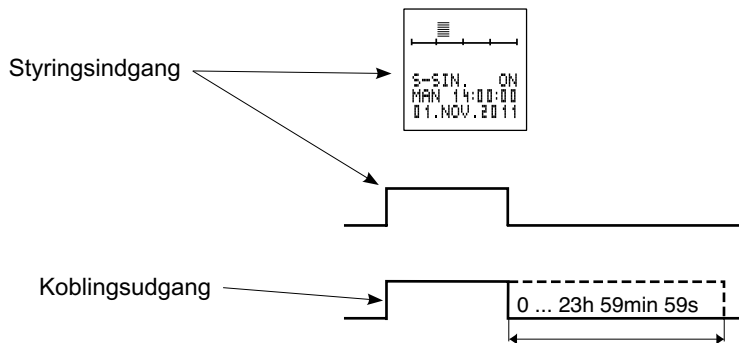 Styringsindgang
S-SIN. ON
MAN 14:00:00
01.NOV.2011
Koblingsudgang
0 ... 23h 59min 59s